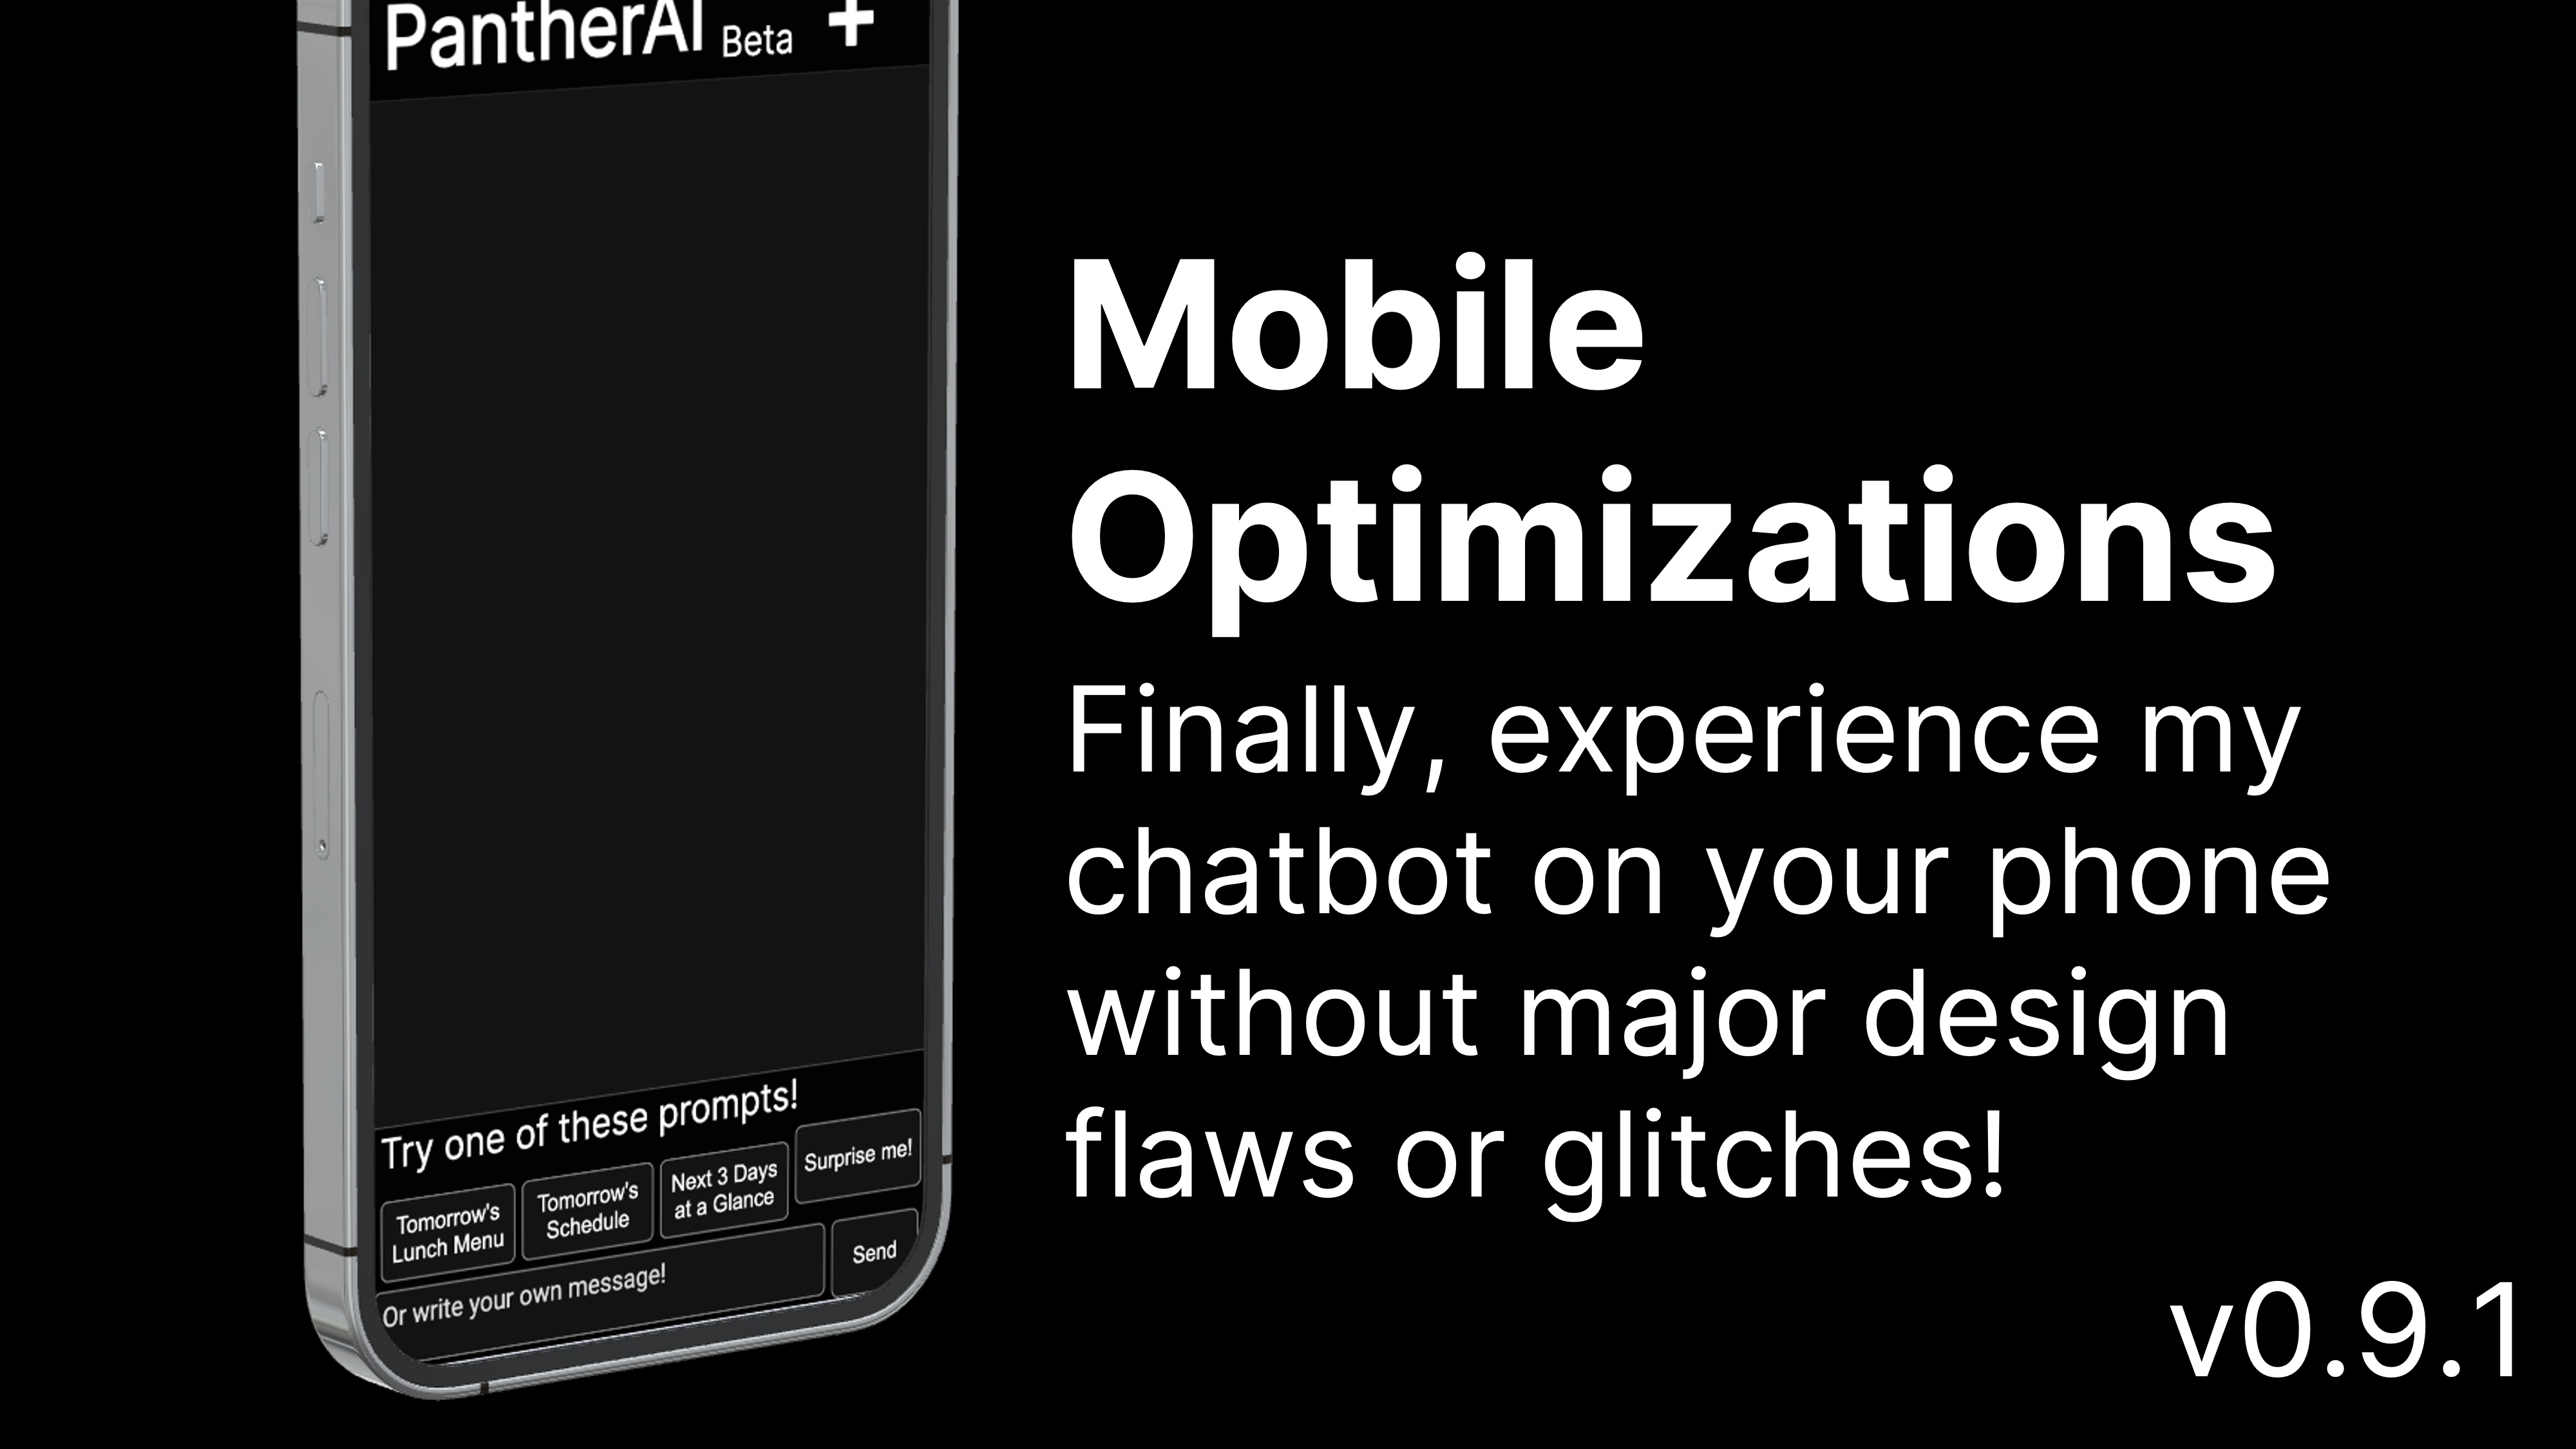 PantherAI Beta +
Try one of these prompts!
Tomorrow's
Lunch Menu
Tomorrow's
Schedule
Next 3 Days
at a Glance
Surprise me!
Or write your own message!
Send
Mobile
Optimizations
Finally, experience my
chatbot on your phone
without major design
flaws or glitches!
v0.9.1